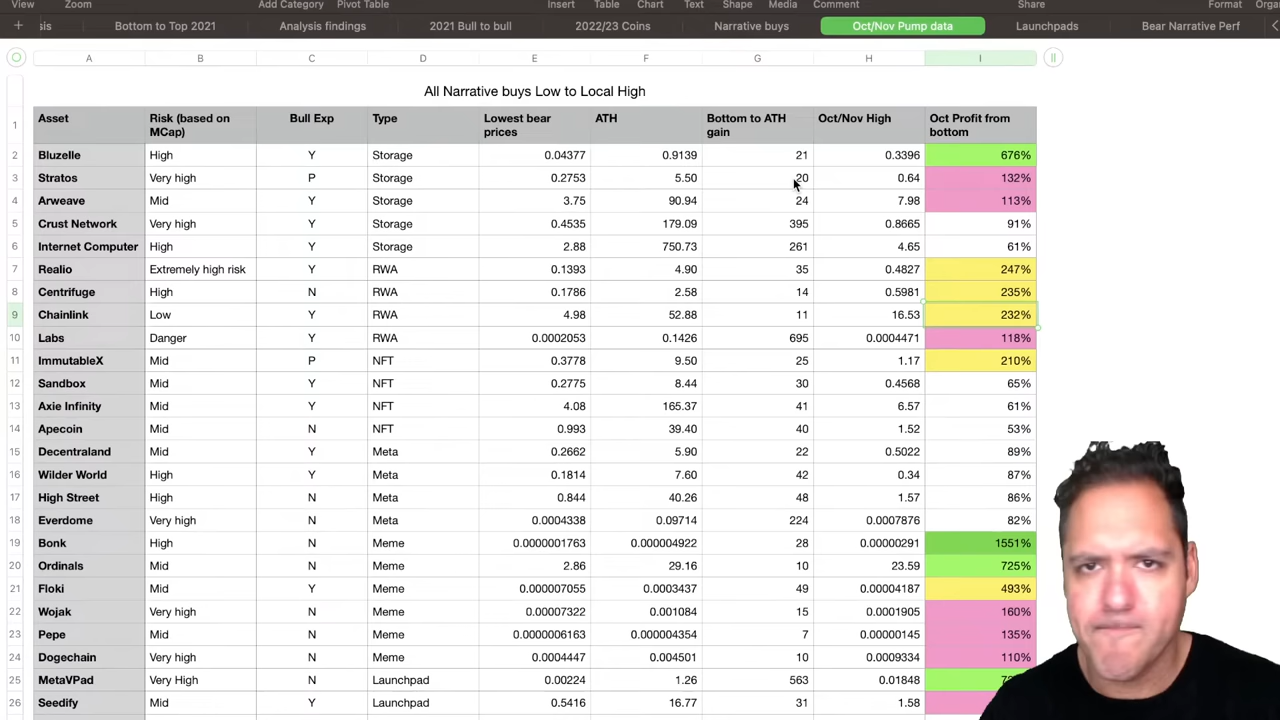 View Zoom Add Category Pivot Table Insert Table Chart Text Shape Media Comment Share Format
sis Bottom to Top 2021 Analysis findings 2021 Bull to bull 2022/23 Coins Narrative buys Oct/Nov Pump data Launchpads Bear Narrative Perf
A B C D E F G H I
All Narrative buys Low to Local High
1 Asset Risk (based on MCap) Bull Exp Type Lowest bear prices ATH Bottom to ATH gain Oct/Nov High Oct Profit from bottom
2 Bluzelle High Y Storage 0.04377 0.9139 21 0.3396 676%
3 Stratos Very high P Storage 0.2753 5.50 20 0.64 132%
4 Arweave Mid Y Storage 3.75 90.94 24 7.98 113%
5 Crust Network Very high Y Storage 0.4535 179.09 395 0.8665 91%
6 Internet Computer High Y Storage 2.88 750.73 261 4.65 61%
7 Realio Extremely high risk Y RWA 0.1393 4.90 35 0.4827 247%
8 Centrifuge High N RWA 0.1786 2.58 14 0.5981 235%
9 Chainlink Low Y RWA 4.98 52.88 11 16.53 232%
10 Labs Danger Y RWA 0.0002053 0.1426 695 0.0004471 118%
11 ImmutableX Mid P NFT 0.3778 9.50 25 1.17 210%
12 Sandbox Mid Y NFT 0.2775 8.44 30 0.4568 65%
13 Axie Infinity Mid Y NFT 4.08 165.37 41 6.57 61%
14 Apecoin Mid N NFT 0.993 39.40 40 1.52 53%
15 Decentraland Mid Y Meta 0.2662 5.90 22 0.5022 89%
16 Wilder World High Y Meta 0.1814 7.60 42 0.34 87%
17 High Street High N Meta 0.844 40.26 48 1.57 86%
18 Everdome Very high N Meta 0.0004338 0.09714 224 0.0007876 82%
19 Bonk High N Meme 0.0000001763 0.000004922 28 0.00000291 1551%
20 Ordinals Mid N Meme 2.86 29.16 10 23.59 725%
21 Floki Mid Y Meme 0.000007055 0.0003437 49 0.00004187 493%
22 Wojak Very high N Meme 0.00007322 0.001084 15 0.0001905 160%
23 Pepe Mid N Meme 0.0000006163 0.000004354 7 0.00000145 135%
24 Dogechain Very high N Meme 0.0004447 0.004501 10 0.0009334 110%
25 MetaVPad Very High N Launchpad 0.00224 1.26 563 0.01848
26 Seedify Mid Y Launchpad 0.5416 16.77 31 1.58